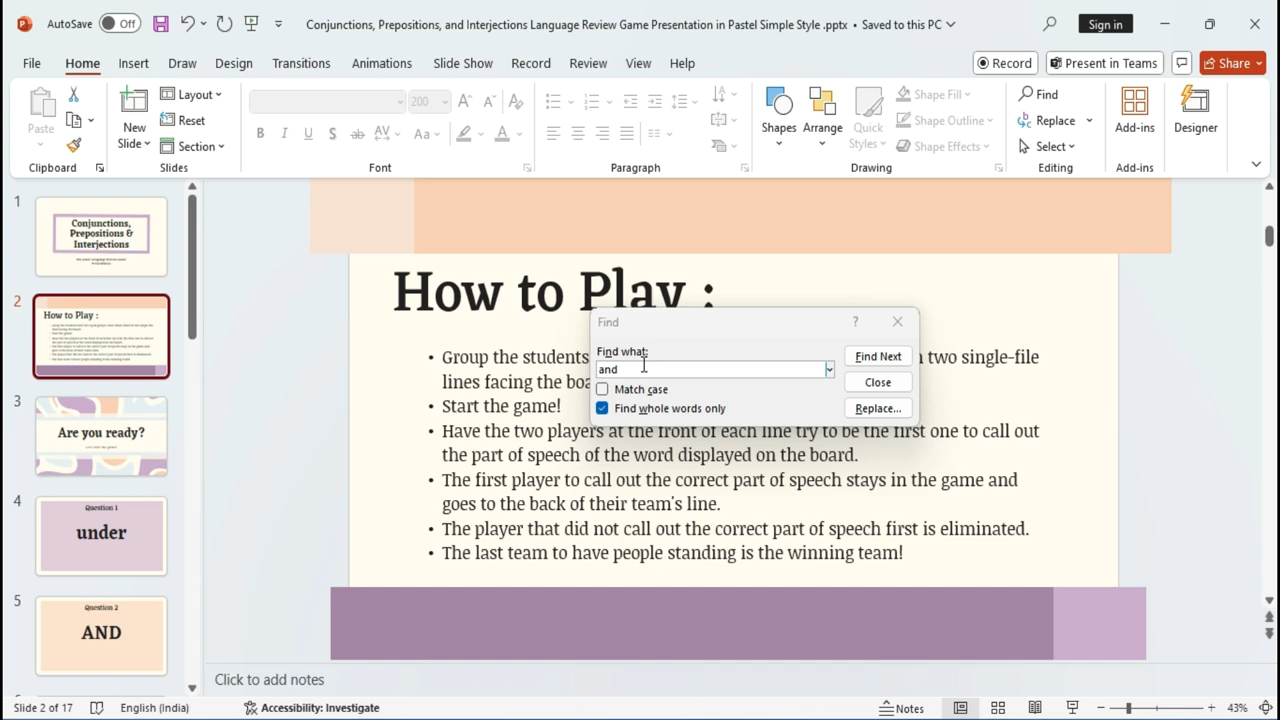 AutoSave Off Conjunctions, Prepositions, and Interjections Language Review Game Presentation in Pastel Simple Style .pptx • Saved to this PC Sign in
File Home Insert Draw Design Transitions Animations Slide Show Record Review View Help Record Present in Teams Share
Paste New Slide Layout Reset Section 200 Shapes Arrange Quick Styles Shape Fill Shape Outline Shape Effects Find Replace Select Add-ins Designer
Clipboard Slides Font Paragraph Drawing Editing Add-ins
1
Conjunctions,
Prepositions &
Interjections
2
How to Play :
3
Are you ready?
4
Question 1
under
5
Question 2
AND
How to Play :
• Group the students
two single-file
lines facing the boa
• Start the game!
• Have the two players at the front of each line try to be the first one to call out
the part of speech of the word displayed on the board.
• The first player to call out the correct part of speech stays in the game and
goes to the back of their team's line.
• The player that did not call out the correct part of speech first is eliminated.
• The last team to have people standing is the winning team!
Find ?
Find what:
and
Match case
Find whole words only
Find Next
Close
Replace...
Click to add notes
Slide 2 of 17 English (India) Accessibility: Investigate Notes 43%